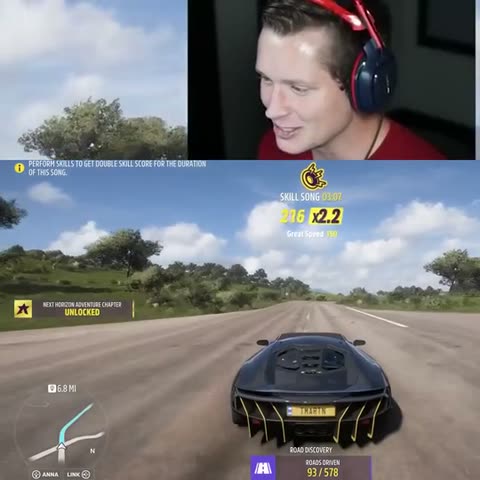 PERFORM SKILLS TO GET DOUBLE SKILL SCORE FOR THE DURATION
OF THIS SONG.
SKILL SONG 03:07
216 x2.2
Great Speed 150
NEXT HORIZON ADVENTURE CHAPTER
UNLOCKED
6.8 MI
N
ANNA LINK
TMARTN
ROAD DISCOVERY
ROADS DRIVEN
93 / 578